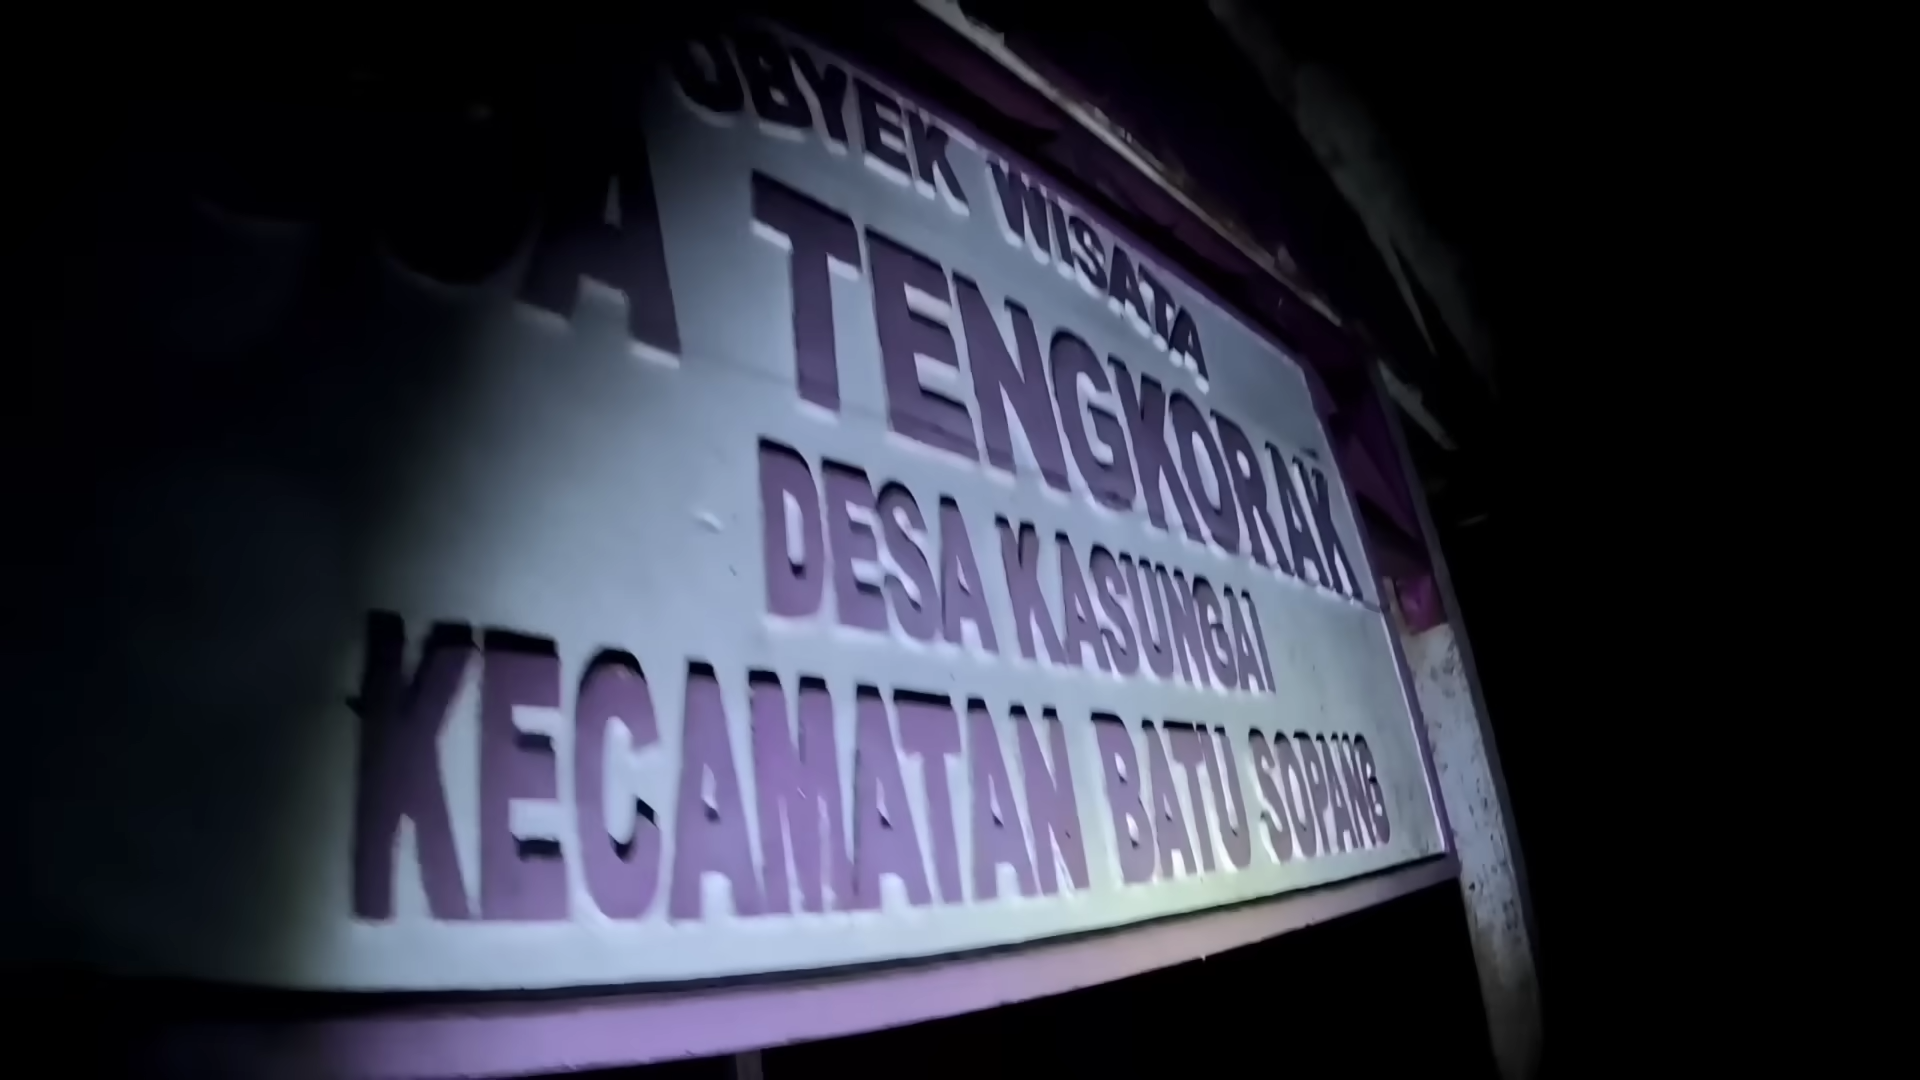 OBYEK WISATA
TENGKORAK
DESA KASUNGAI
KECAMATAN BATU SOPANG